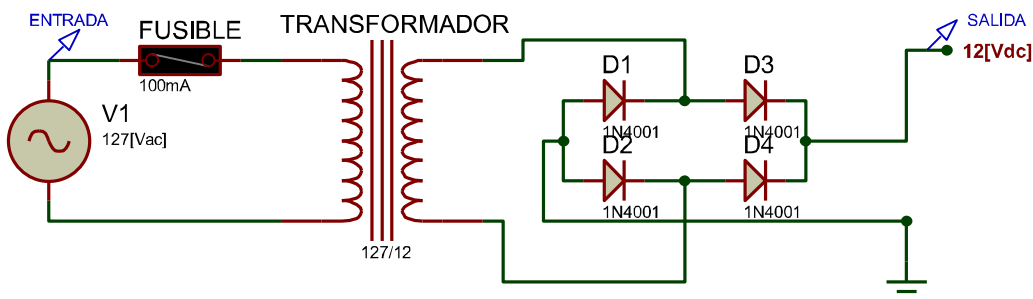 ENTRADA
FUSIBLE
100mA
V1
127[Vac]
TRANSFORMADOR
127/12
D1
1N4001
D3
1N4001
D2
1N4001
D4
1N4001
SALIDA
12[Vdc]